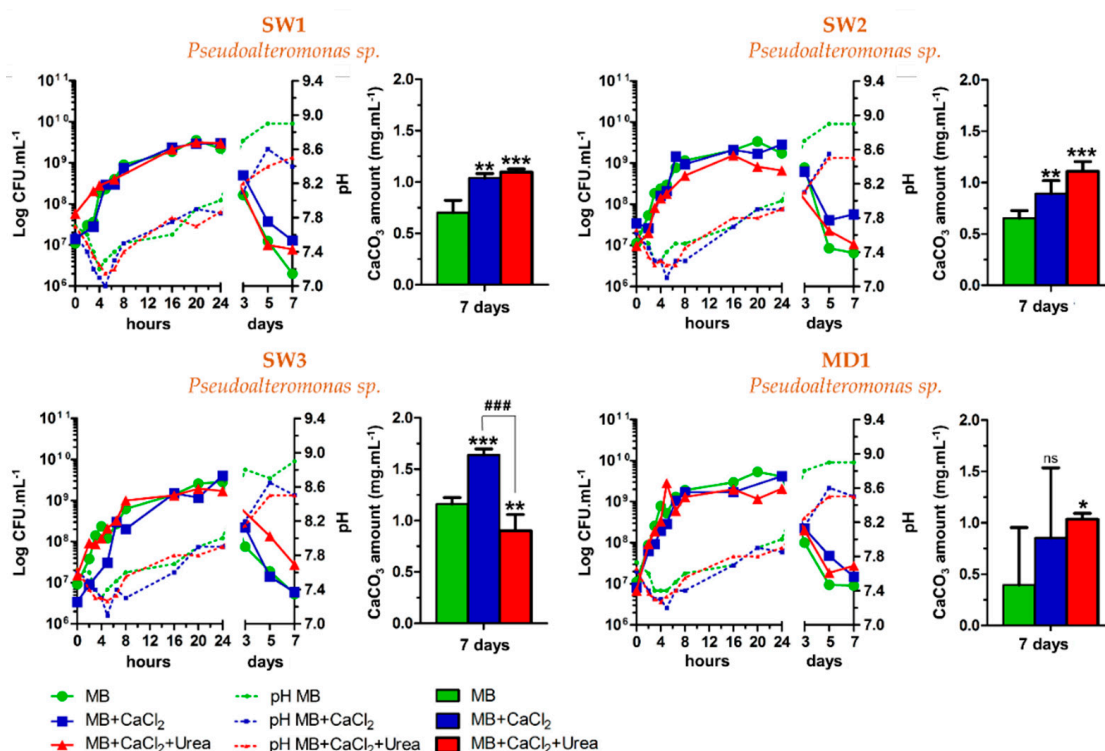 SW1
Pseudoalteromonas sp.
Log CFU.mL⁻¹
10¹¹
10¹⁰
10⁹
10⁸
10⁷
10⁶
0 4 8 12 16 20 24
hours
3 5 7
days
9.4
9.0
8.6
8.2
7.8
7.4
7.0
pH
CaCO₃ amount (mg.mL⁻¹)
2.0
1.5
1.0
0.5
0.0
** ***
7 days
SW2
Pseudoalteromonas sp.
Log CFU.mL⁻¹
10¹¹
10¹⁰
10⁹
10⁸
10⁷
10⁶
0 4 8 12 16 20 24
hours
3 5 7
days
9.4
9.0
8.6
8.2
7.8
7.4
7.0
pH
CaCO₃ amount (mg.mL⁻¹)
2.0
1.5
1.0
0.5
0.0
** ***
7 days
SW3
Pseudoalteromonas sp.
Log CFU.mL⁻¹
10¹¹
10¹⁰
10⁹
10⁸
10⁷
10⁶
0 4 8 12 16 20 24
hours
3 5 7
days
9.4
9.0
8.6
8.2
7.8
7.4
7.0
pH
CaCO₃ amount (mg.mL⁻¹)
2.0
1.5
1.0
0.5
0.0
###
*** **
7 days
MD1
Pseudoalteromonas sp.
Log CFU.mL⁻¹
10¹¹
10¹⁰
10⁹
10⁸
10⁷
10⁶
0 4 8 12 16 20 24
hours
3 5 7
days
9.4
9.0
8.6
8.2
7.8
7.4
7.0
pH
CaCO₃ amount (mg.mL⁻¹)
2.0
1.5
1.0
0.5
0.0
ns *
7 days
MB pH MB MB
MB+CaCl₂ pH MB+CaCl₂ MB+CaCl₂
MB+CaCl₂+Urea pH MB+CaCl₂+Urea MB+CaCl₂+Urea